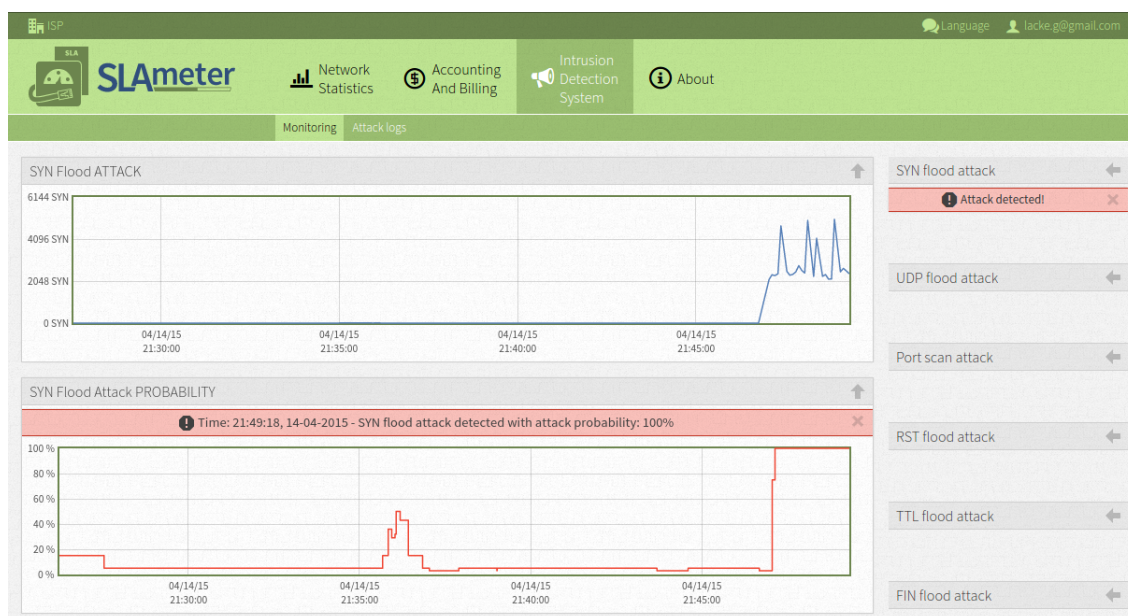 ISP
Language
lacke.g@gmail.com
SLA
SLAmeter
Network
Statistics
Accounting
And Billing
Intrusion
Detection
System
About
Monitoring
Attack logs
SYN Flood ATTACK
6144 SYN
4096 SYN
2048 SYN
0 SYN
04/14/15
21:30:00
04/14/15
21:35:00
04/14/15
21:40:00
04/14/15
21:45:00
SYN Flood Attack PROBABILITY
Time: 21:49:18, 14-04-2015 - SYN flood attack detected with attack probability: 100%
100 %
80 %
60 %
40 %
20 %
0 %
04/14/15
21:30:00
04/14/15
21:35:00
04/14/15
21:40:00
04/14/15
21:45:00
SYN flood attack
Attack detected!
UDP flood attack
Port scan attack
RST flood attack
TTL flood attack
FIN flood attack